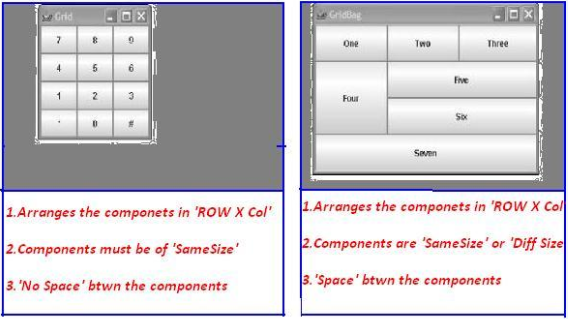 Grid
7 8 9
4 5 6
1 2 3
* 0 #
1.Arranges the componets in 'ROW X Col'
2.Components must be of 'SameSize'
3.'No Space' btwn the components
GridBag
One Two Three
Four
Five
Six
Seven
1.Arranges the componets in 'ROW X Col
2.Components are 'SameSize' or 'Diff Size
3.'Space' btwn the components